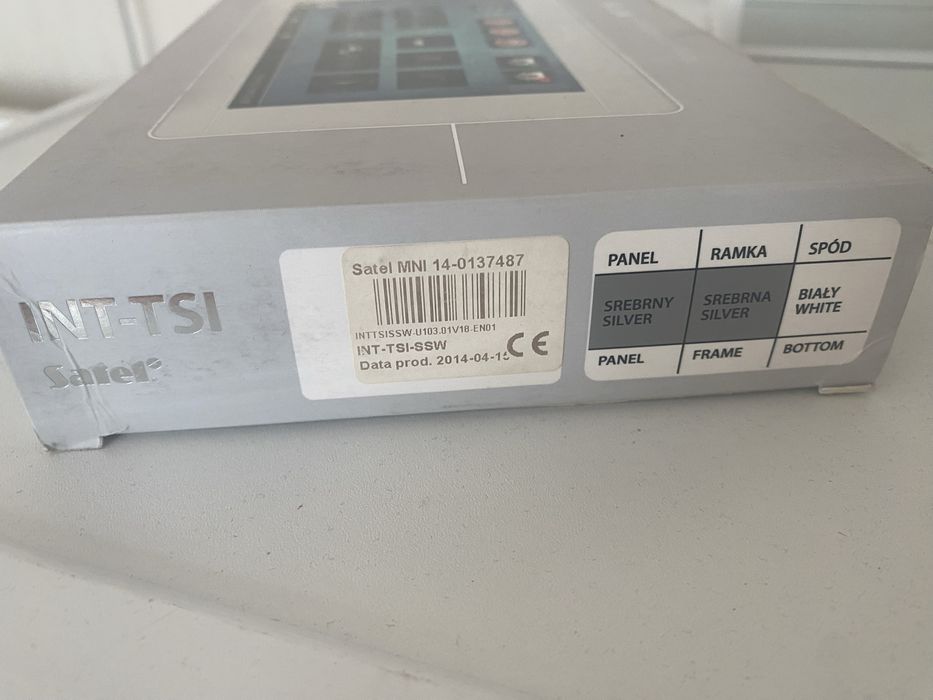 INT-TSI
Satel
Satel MNI 14-0137487
INTTSISSW-U103.01V18-EN01
INT-TSI-SSW
Data prod. 2014-04-15
CE
PANEL RAMKA SPÓD
SREBRNY SREBRNA BIAŁY
SILVER SILVER WHITE
PANEL FRAME BOTTOM